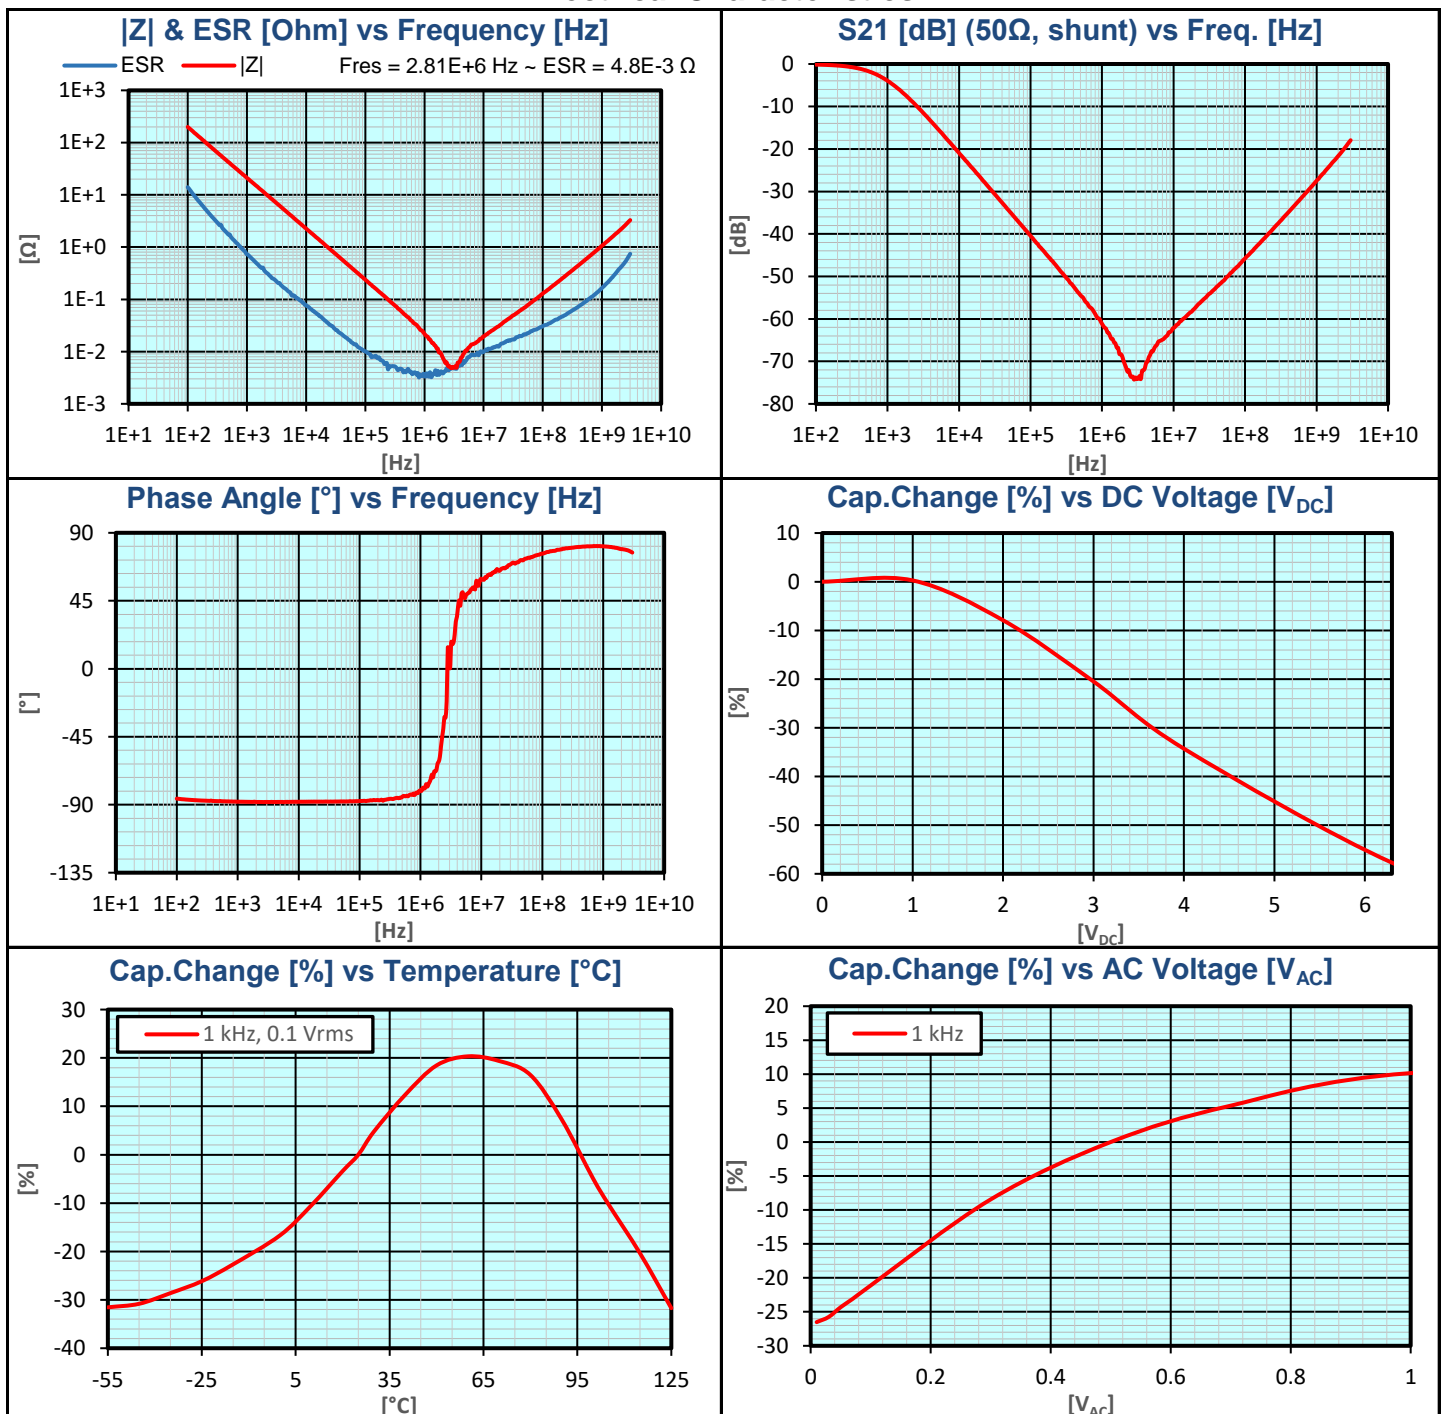 |Z| & ESR [Ohm] vs Frequency [Hz]
ESR |Z| Fres = 2.81E+6 Hz ~ ESR = 4.8E-3 Ω
1E+3
1E+2
1E+1
1E+0
1E-1
1E-2
1E-3
[Ω]
1E+1 1E+2 1E+3 1E+4 1E+5 1E+6 1E+7 1E+8 1E+9 1E+10
[Hz]
S21 [dB] (50Ω, shunt) vs Freq. [Hz]
0
-10
-20
-30
-40
-50
-60
-70
-80
[dB]
1E+2 1E+3 1E+4 1E+5 1E+6 1E+7 1E+8 1E+9 1E+10
[Hz]
Phase Angle [°] vs Frequency [Hz]
90
45
0
-45
-90
-135
[°]
1E+1 1E+2 1E+3 1E+4 1E+5 1E+6 1E+7 1E+8 1E+9 1E+10
[Hz]
Cap.Change [%] vs DC Voltage [VDC]
10
0
-10
-20
-30
-40
-50
-60
[%]
0 1 2 3 4 5 6
[VDC]
Cap.Change [%] vs Temperature [°C]
1 kHz, 0.1 Vrms
30
20
10
0
-10
-20
-30
-40
[%]
-55 -25 5 35 65 95 125
[°C]
Cap.Change [%] vs AC Voltage [VAC]
1 kHz
20
15
10
5
0
-5
-10
-15
-20
-25
-30
[%]
0 0.2 0.4 0.6 0.8 1
[VAC]